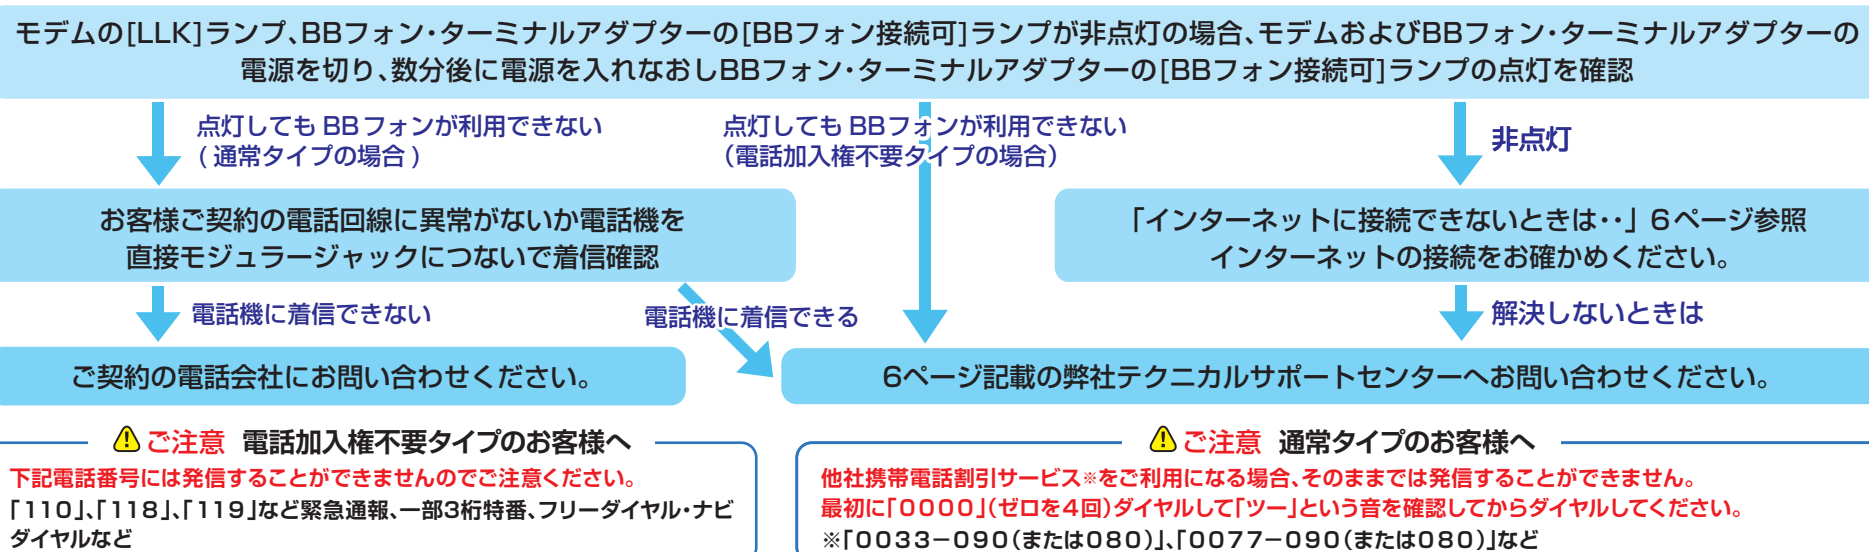 モデムの[LLK]ランプ、BBフォン・ターミナルアダプターの[BBフォン接続可]ランプが非点灯の場合、モデムおよびBBフォン・ターミナルアダプターの
電源を切り、数分後に電源を入れなおしBBフォン・ターミナルアダプターの[BBフォン接続可]ランプの点灯を確認
点灯しても BBフォンが利用できない
( 通常タイプの場合 )
点灯しても BBフォンが利用できない
（電話加入権不要タイプの場合）
非点灯
お客様ご契約の電話回線に異常がないか電話機を
直接モジュラージャックにつないで着信確認
「インターネットに接続できないときは・・」６ページ参照
インターネットの接続をお確かめください。
電話機に着信できない
電話機に着信できる
解決しないときは
ご契約の電話会社にお問い合わせください。
6ページ記載の弊社テクニカルサポートセンターへお問い合わせください。
ご注意 電話加入権不要タイプのお客様へ
下記電話番号には発信することができませんのでご注意ください。
「１１０」、「１１８」、「１１９」など緊急通報、一部3桁特番、フリーダイヤル・ナビ
ダイヤルなど
ご注意 通常タイプのお客様へ
他社携帯電話割引サービス※をご利用になる場合、そのままでは発信することができません。
最初に「００００」（ゼロを４回）ダイヤルして「ツー」という音を確認してからダイヤルしてください。
※「００３３－０９０（または０８０）」、「００７７－０９０（または０８０）」など